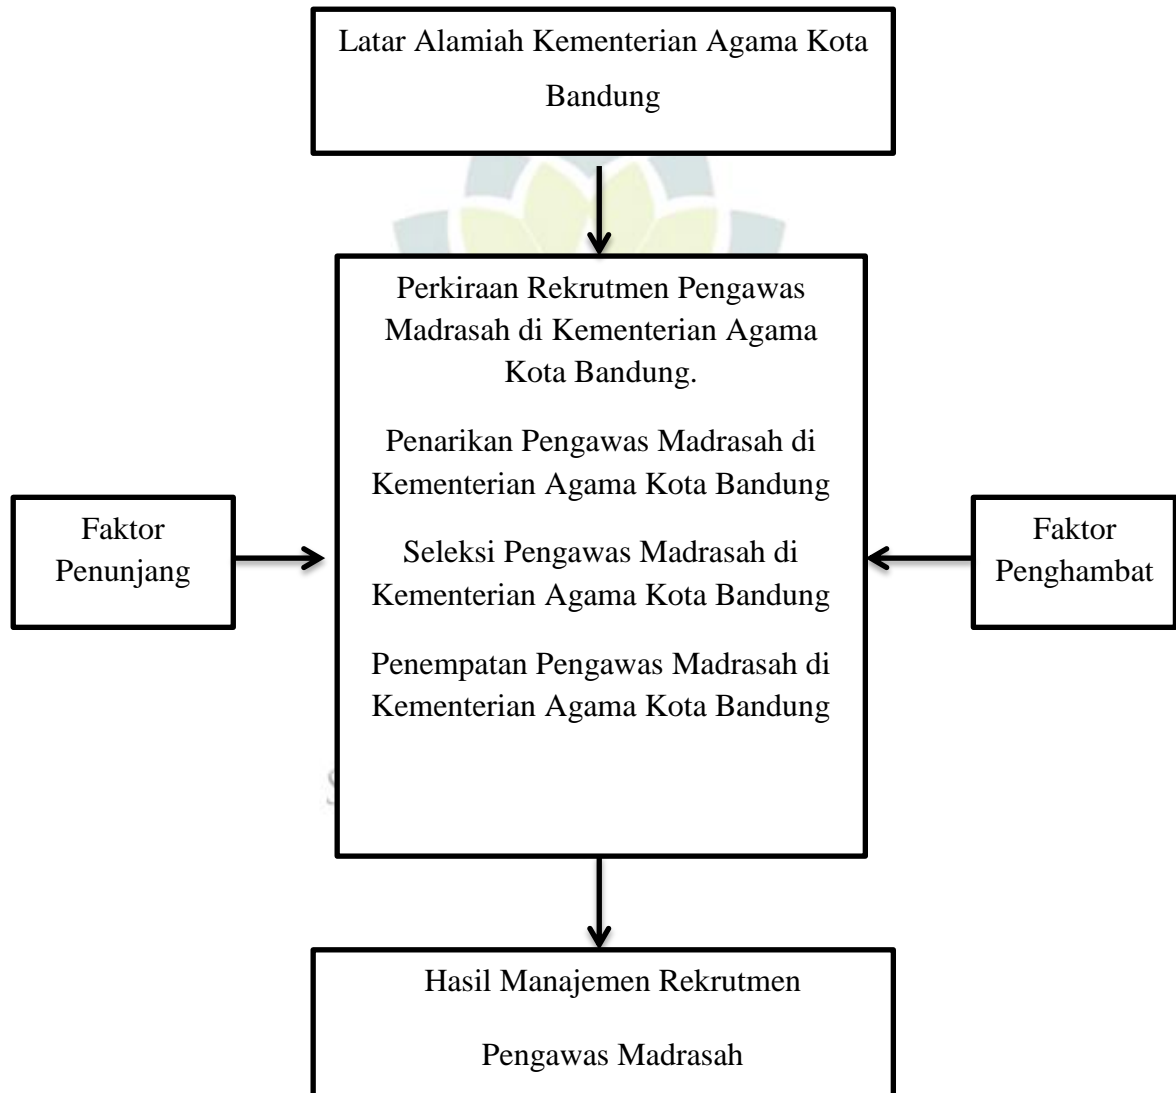 Latar Alamiah Kementerian Agama Kota
Bandung
Perkiraan Rekrutmen Pengawas
Madrasah di Kementerian Agama
Kota Bandung.
Penarikan Pengawas Madrasah di
Kementerian Agama Kota Bandung
Seleksi Pengawas Madrasah di
Kementerian Agama Kota Bandung
Penempatan Pengawas Madrasah di
Kementerian Agama Kota Bandung
Faktor
Penunjang
Faktor
Penghambat
Hasil Manajemen Rekrutmen
Pengawas Madrasah